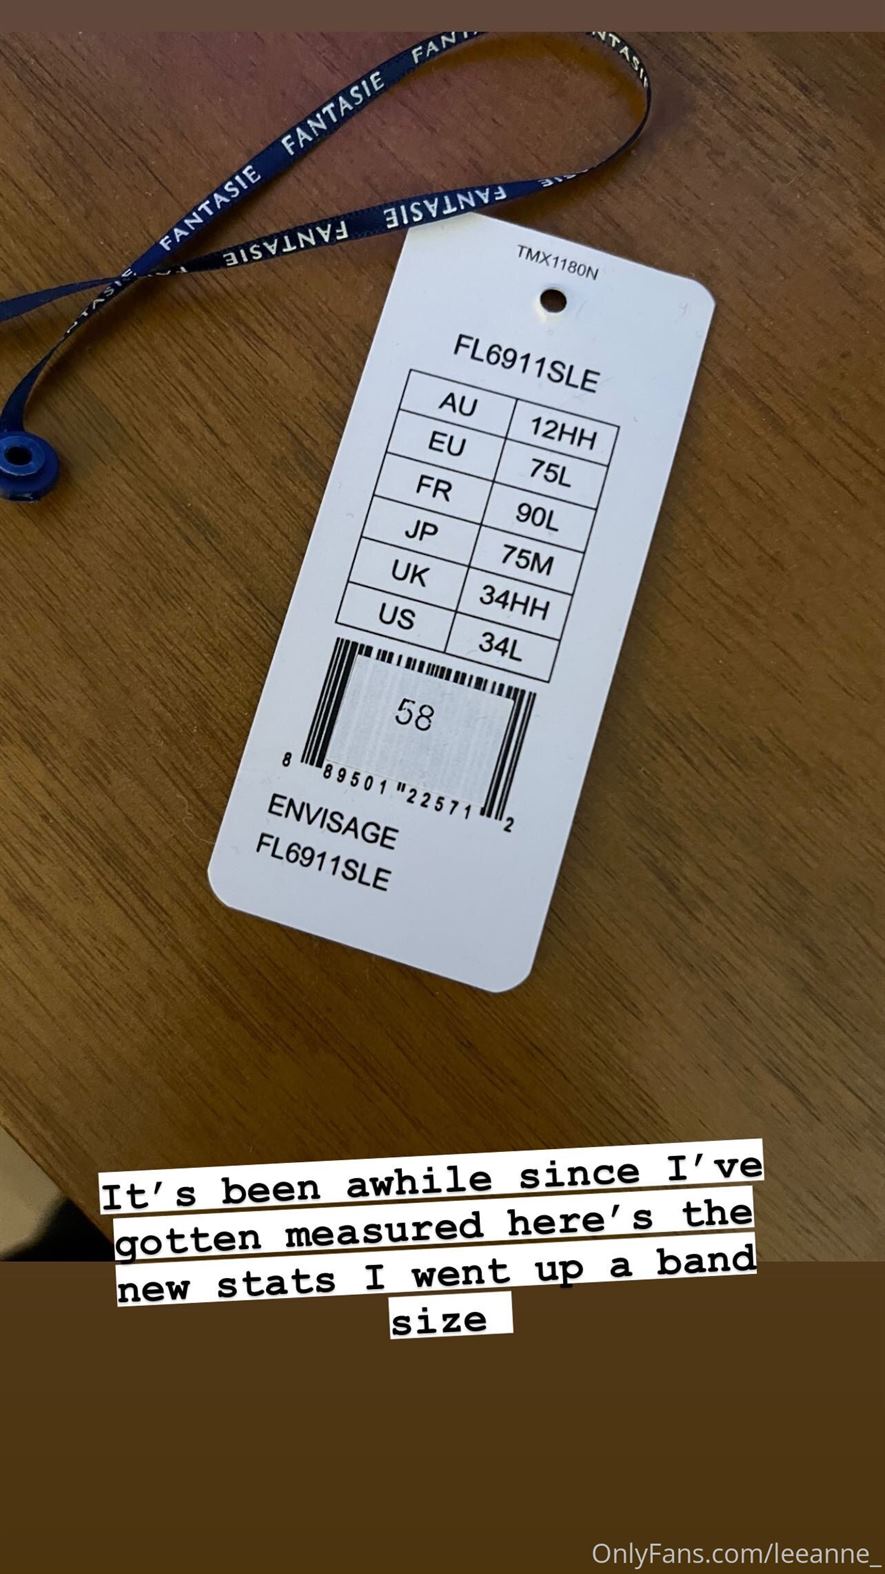 FANTASIE FANTASIE FANT
NTASIE
FANTASIE FANTASIE
TMX1180N
FL6911SLE
AU 12HH
EU 75L
FR 90L
JP 75M
UK 34HH
US 34L
58
8 89501 "22571 2
ENVISAGE
FL6911SLE
It's been awhile since I've
gotten measured here's the
new stats I went up a band
size
OnlyFans.com/leeanne_